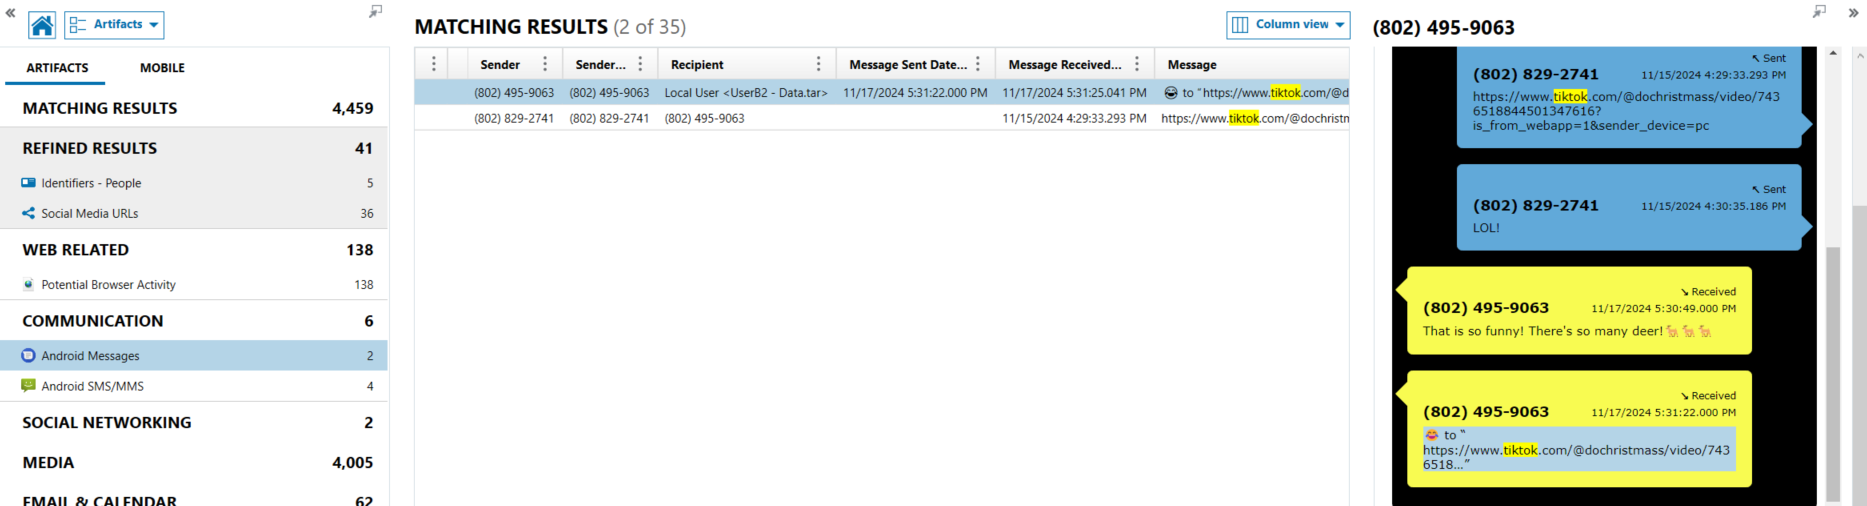 Artifacts
ARTIFACTS MOBILE
MATCHING RESULTS 4,459
REFINED RESULTS 41
Identifiers - People 5
Social Media URLs 36
WEB RELATED 138
Potential Browser Activity 138
COMMUNICATION 6
Android Messages 2
Android SMS/MMS 4
SOCIAL NETWORKING 2
MEDIA 4,005
EMAIL & CALENDAR 62
MATCHING RESULTS (2 of 35)
Column view
Sender Sender... Recipient Message Sent Date... Message Received... Message
(802) 495-9063 (802) 495-9063 Local User <UserB2 - Data.tar> 11/17/2024 5:31:22.000 PM 11/17/2024 5:31:25.041 PM 😂 to “https://www.tiktok.com/@d
(802) 829-2741 (802) 829-2741 (802) 495-9063 11/15/2024 4:29:33.293 PM https://www.tiktok.com/@dochristm
(802) 495-9063
↖ Sent
(802) 829-2741 11/15/2024 4:29:33.293 PM
https://www.tiktok.com/@dochristmass/video/743
6518844501347616?
is_from_webapp=1&sender_device=pc
↖ Sent
(802) 829-2741 11/15/2024 4:30:35.186 PM
LOL!
↘ Received
(802) 495-9063 11/17/2024 5:30:49.000 PM
That is so funny! There's so many deer!🦌🦌🦌
↘ Received
(802) 495-9063 11/17/2024 5:31:22.000 PM
😂 to “
https://www.tiktok.com/@dochristmass/video/743
6518...”